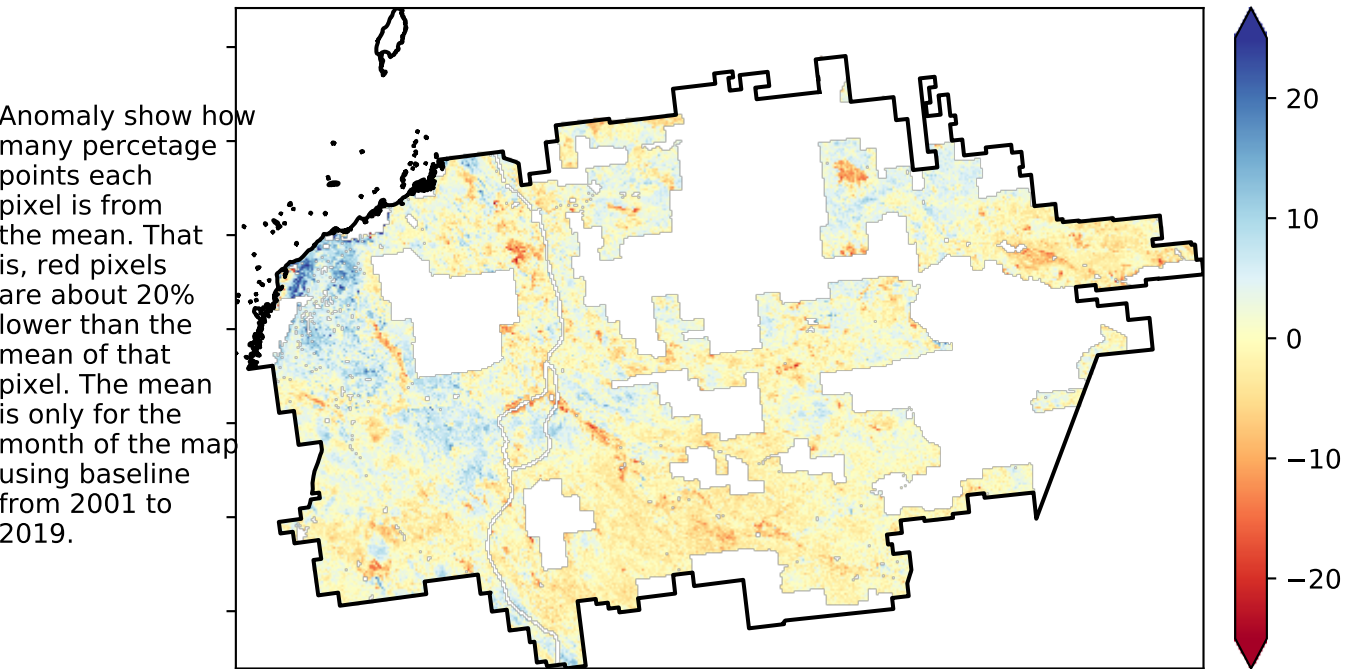 Anomaly show how
many percetage
points each
pixel is from
the mean. That
is, red pixels
are about 20%
lower than the
mean of that
pixel. The mean
is only for the
month of the map
using baseline
from 2001 to
2019.
20
10
0
−10
−20